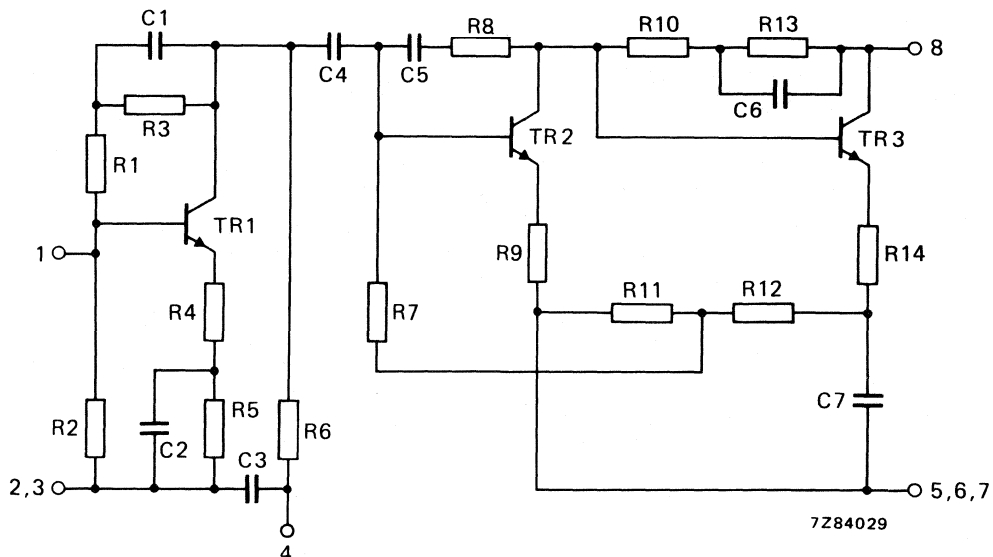 C1
R8
R10
R13
8
C4
C5
C6
R3
TR2
TR3
R1
TR1
1
R9
R14
R4
R7
R11
R12
R2
C2
R5
R6
C7
C3
2,3
5,6,7
7Z84029
4